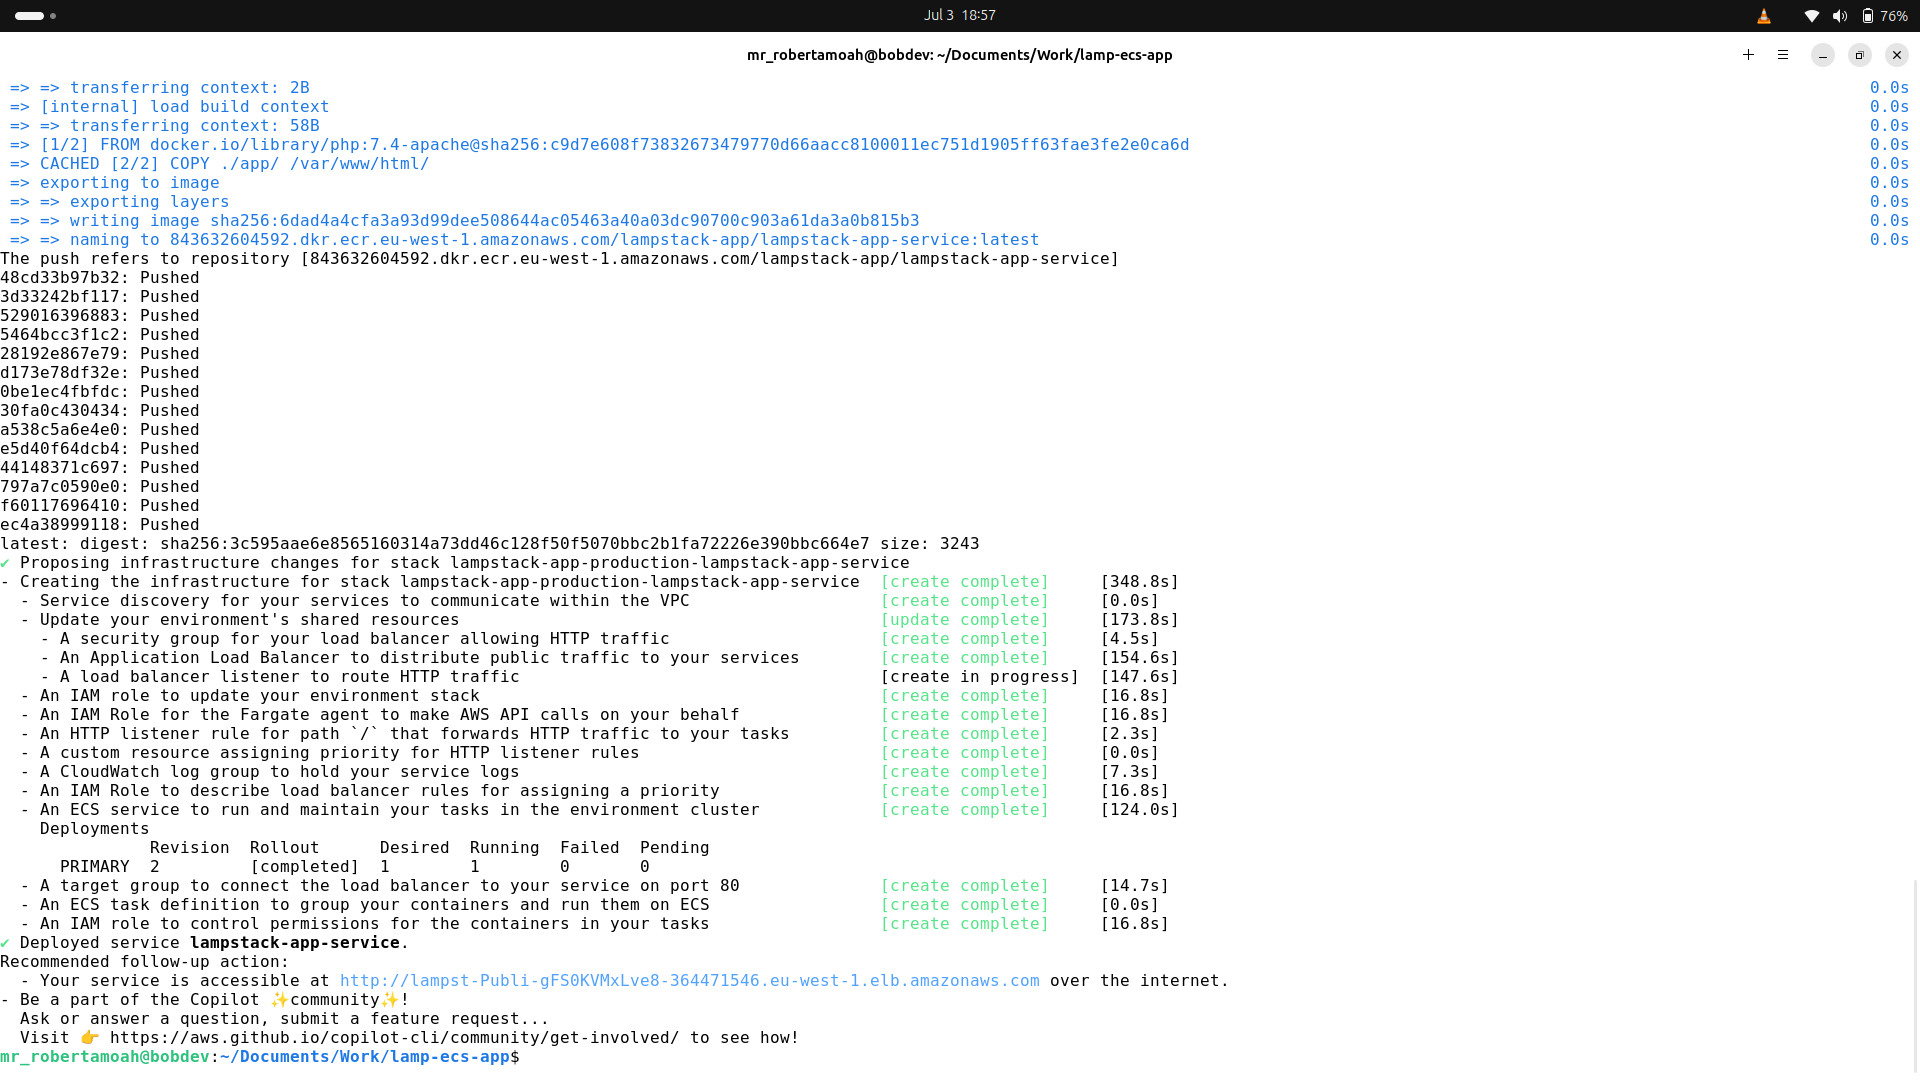 Jul 3 18:57
76%
mr_robertamoah@bobdev: ~/Documents/Work/lamp-ecs-app
=> => transferring context: 2B 0.0s
=> [internal] load build context 0.0s
=> => transferring context: 58B 0.0s
=> [1/2] FROM docker.io/library/php:7.4-apache@sha256:c9d7e608f73832673479770d66aacc8100011ec751d1905ff63fae3fe2e0ca6d 0.0s
=> CACHED [2/2] COPY ./app/ /var/www/html/ 0.0s
=> exporting to image 0.0s
=> => exporting layers 0.0s
=> => writing image sha256:6dad4a4cfa3a93d99dee508644ac05463a40a03dc90700c903a61da3a0b815b3 0.0s
=> => naming to 843632604592.dkr.ecr.eu-west-1.amazonaws.com/lampstack-app/lampstack-app-service:latest 0.0s
The push refers to repository [843632604592.dkr.ecr.eu-west-1.amazonaws.com/lampstack-app/lampstack-app-service]
48cd33b97b32: Pushed
3d33242bf117: Pushed
529016396883: Pushed
5464bcc3f1c2: Pushed
28192e867e79: Pushed
d173e78df32e: Pushed
0be1ec4fbfdc: Pushed
30fa0c430434: Pushed
a538c5a6e4e0: Pushed
e5d40f64dcb4: Pushed
44148371c697: Pushed
797a7c0590e0: Pushed
f60117696410: Pushed
ec4a38999118: Pushed
latest: digest: sha256:3c595aae6e8565160314a73dd46c128f50f5070bbc2b1fa72226e390bbc664e7 size: 3243
✔ Proposing infrastructure changes for stack lampstack-app-production-lampstack-app-service
- Creating the infrastructure for stack lampstack-app-production-lampstack-app-service [create complete] [348.8s]
- Service discovery for your services to communicate within the VPC [create complete] [0.0s]
- Update your environment's shared resources [update complete] [173.8s]
- A security group for your load balancer allowing HTTP traffic [create complete] [4.5s]
- An Application Load Balancer to distribute public traffic to your services [create complete] [154.6s]
- A load balancer listener to route HTTP traffic [create in progress] [147.6s]
- An IAM role to update your environment stack [create complete] [16.8s]
- An IAM Role for the Fargate agent to make AWS API calls on your behalf [create complete] [16.8s]
- An HTTP listener rule for path `/` that forwards HTTP traffic to your tasks [create complete] [2.3s]
- A custom resource assigning priority for HTTP listener rules [create complete] [0.0s]
- A CloudWatch log group to hold your service logs [create complete] [7.3s]
- An IAM Role to describe load balancer rules for assigning a priority [create complete] [16.8s]
- An ECS service to run and maintain your tasks in the environment cluster [create complete] [124.0s]
Deployments
Revision Rollout Desired Running Failed Pending
PRIMARY 2 [completed] 1 1 0 0
- A target group to connect the load balancer to your service on port 80 [create complete] [14.7s]
- An ECS task definition to group your containers and run them on ECS [create complete] [0.0s]
- An IAM role to control permissions for the containers in your tasks [create complete] [16.8s]
✔ Deployed service lampstack-app-service.
Recommended follow-up action:
- Your service is accessible at http://lampst-Publi-gFS0KVMxLve8-364471546.eu-west-1.elb.amazonaws.com over the internet.
- Be a part of the Copilot ✨community✨!
Ask or answer a question, submit a feature request...
Visit 👉 https://aws.github.io/copilot-cli/community/get-involved/ to see how!
mr_robertamoah@bobdev:~/Documents/Work/lamp-ecs-app$